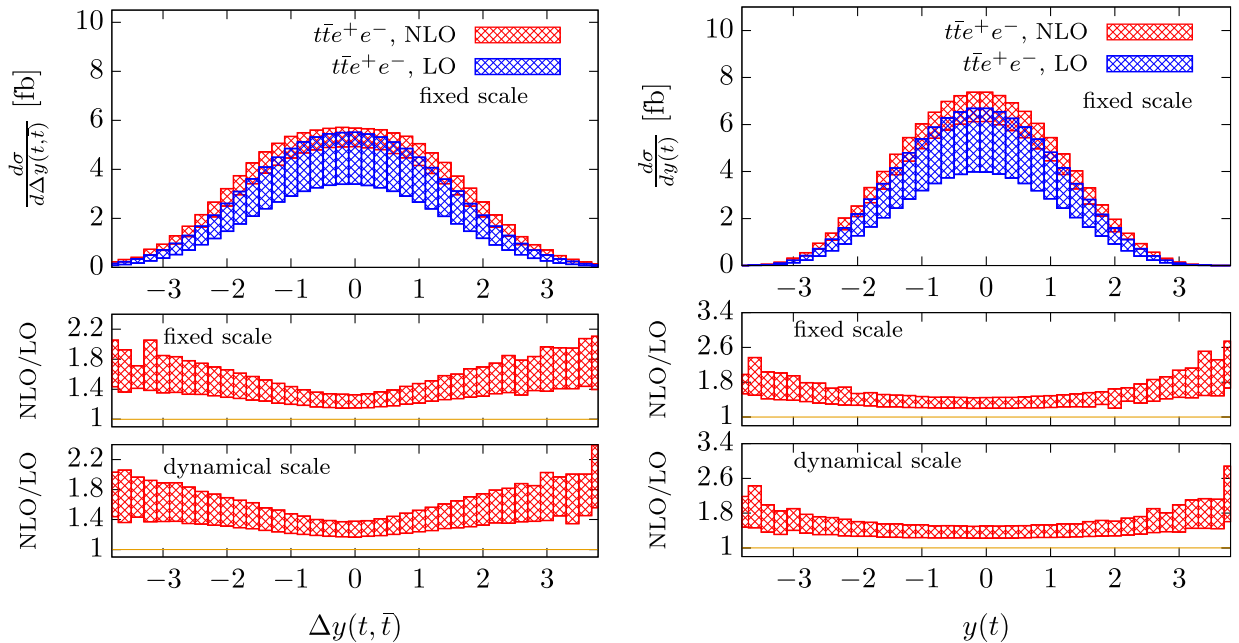 10
8
6
4
2
0
dσ/dΔy(t,t̄) [fb]
tt̄e⁺e⁻, NLO
tt̄e⁺e⁻, LO
fixed scale
−3 −2 −1 0 1 2 3
NLO/LO
2.2
1.8
1.4
1
fixed scale
NLO/LO
2.2
1.8
1.4
1
dynamical scale
−3 −2 −1 0 1 2 3
Δy(t, t̄)
10
8
6
4
2
0
dσ/dy(t) [fb]
tt̄e⁺e⁻, NLO
tt̄e⁺e⁻, LO
fixed scale
−3 −2 −1 0 1 2 3
NLO/LO
3.4
2.6
1.8
1
fixed scale
NLO/LO
3.4
2.6
1.8
1
dynamical scale
−3 −2 −1 0 1 2 3
y(t)